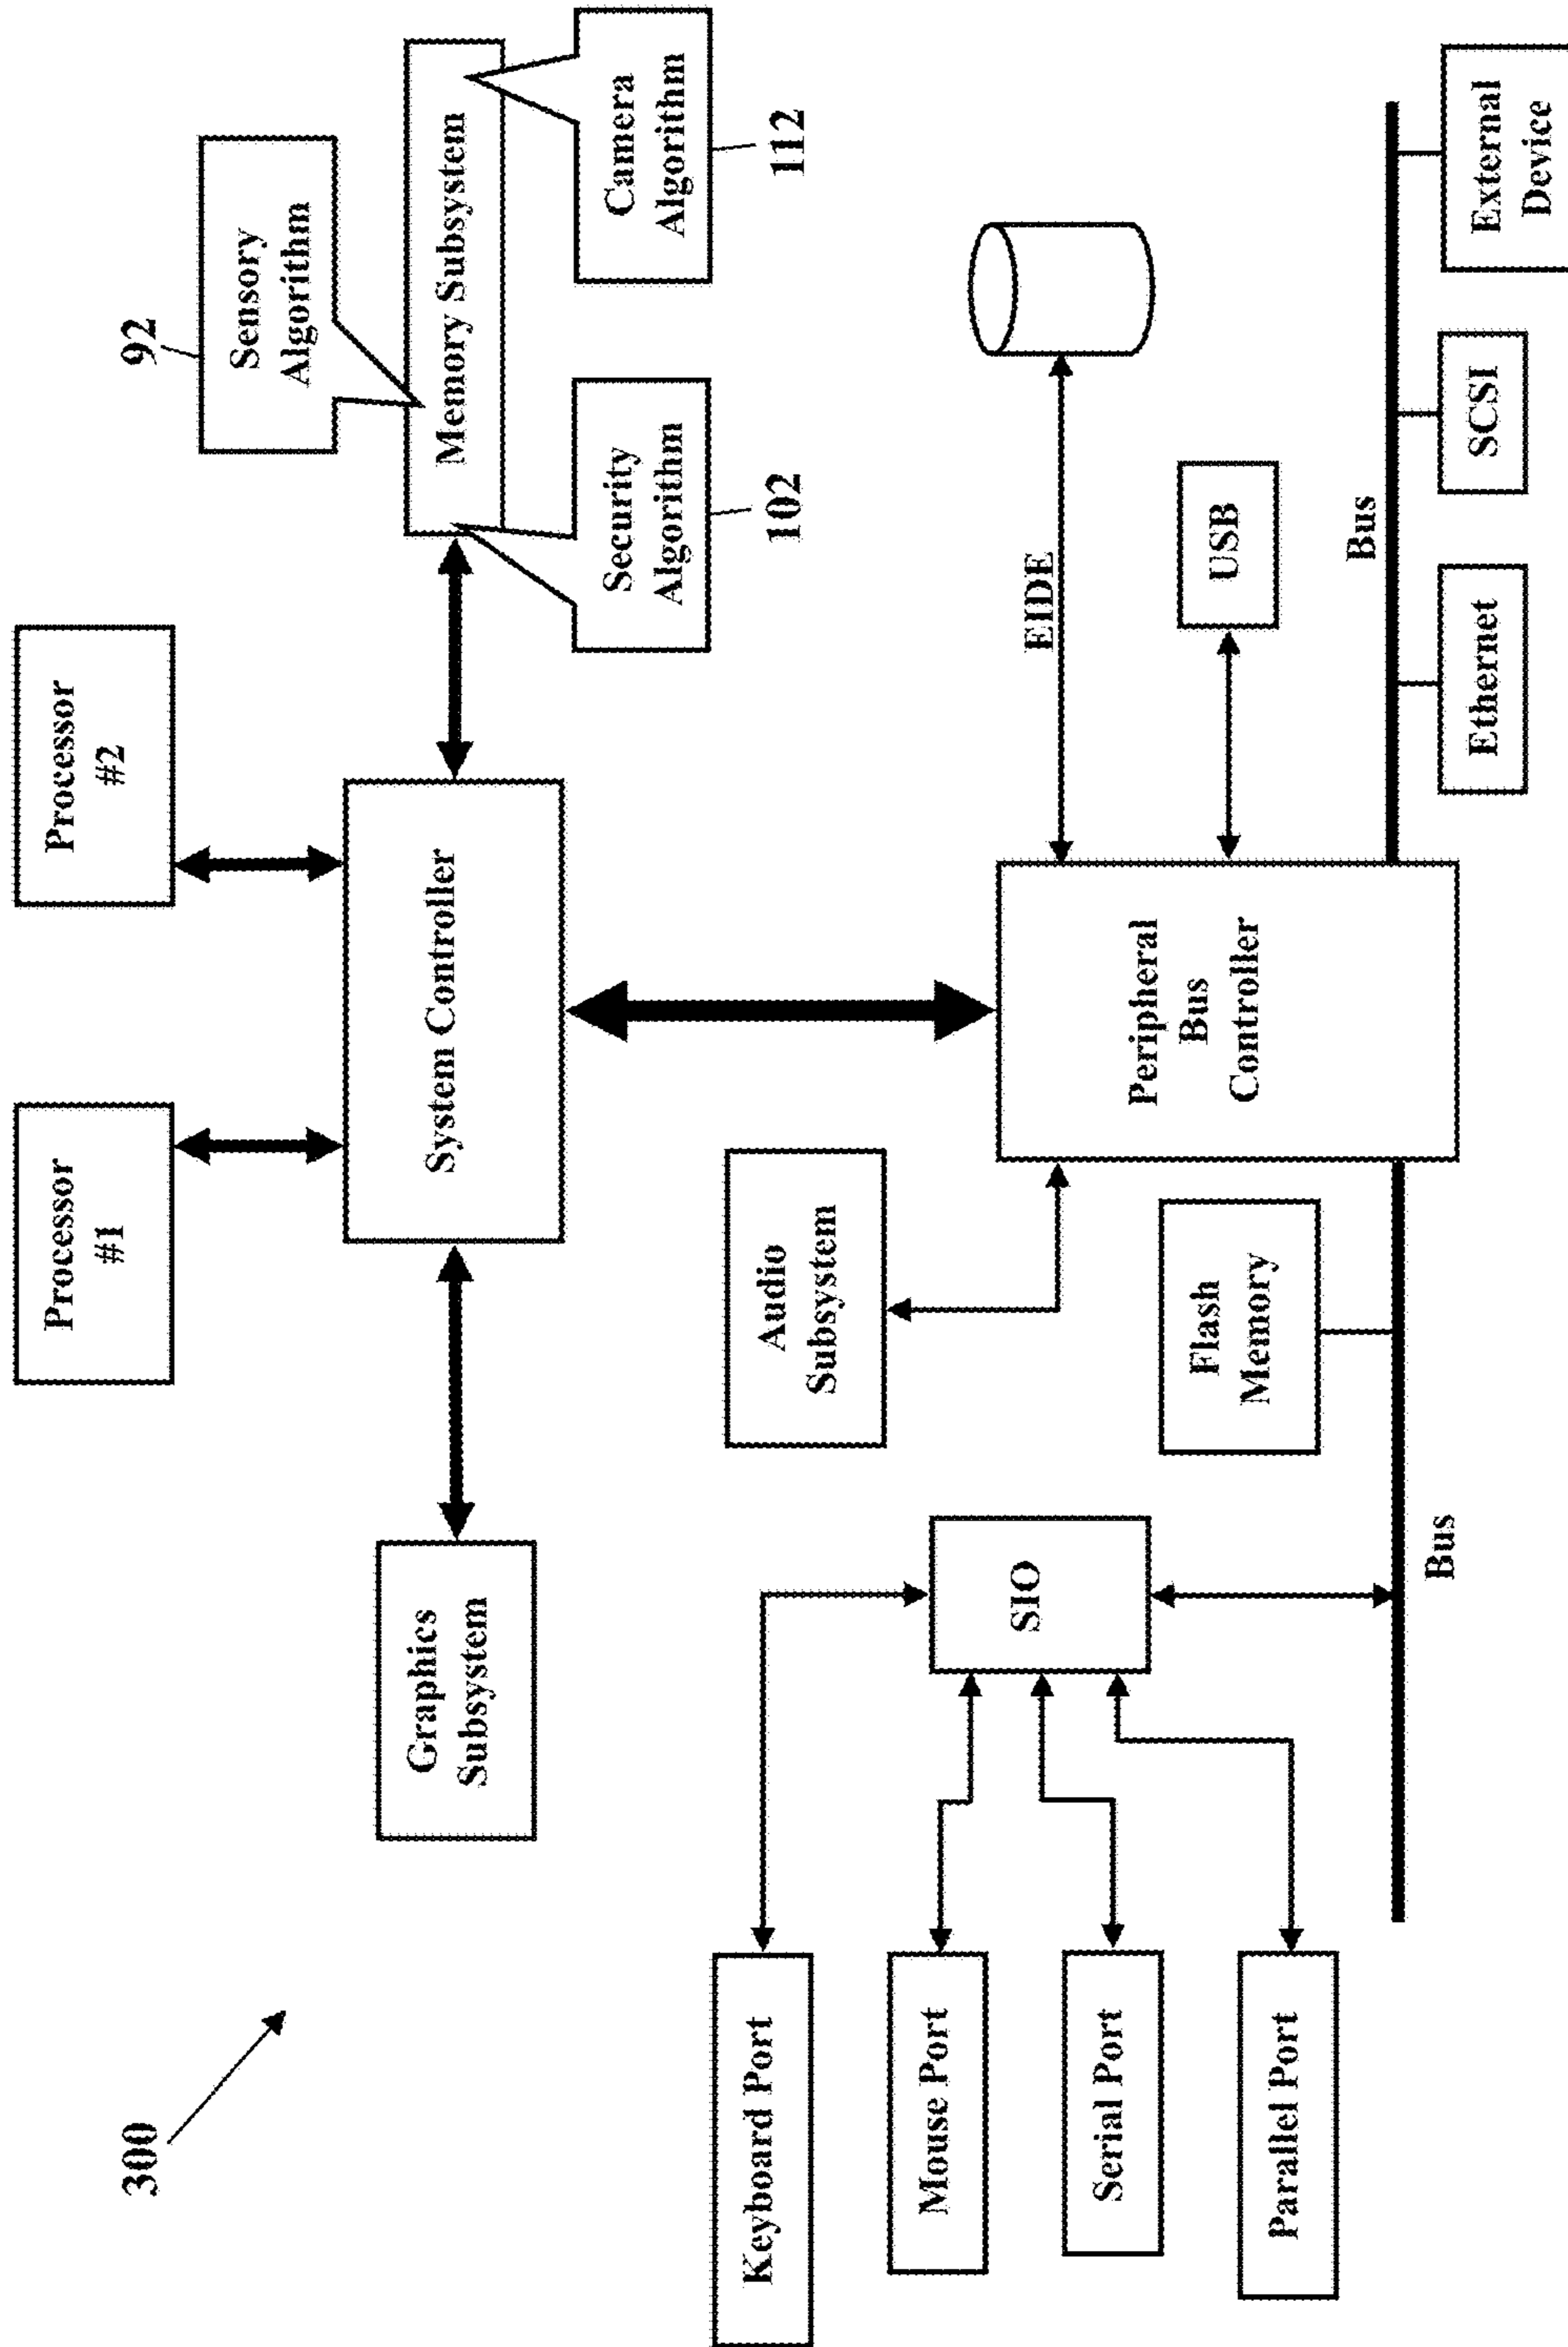 300
Processor
#1
Processor
#2
92
Sensory
Algorithm
Graphics
Subsystem
System Controller
Memory Subsystem
Security
Algorithm
102
Camera
Algorithm
112
Keyboard Port
Mouse Port
Serial Port
Parallel Port
SIO
Audio
Subsystem
Flash
Memory
Peripheral
Bus
Controller
EIDE
USB
Bus
Bus
Ethernet
SCSI
External
Device